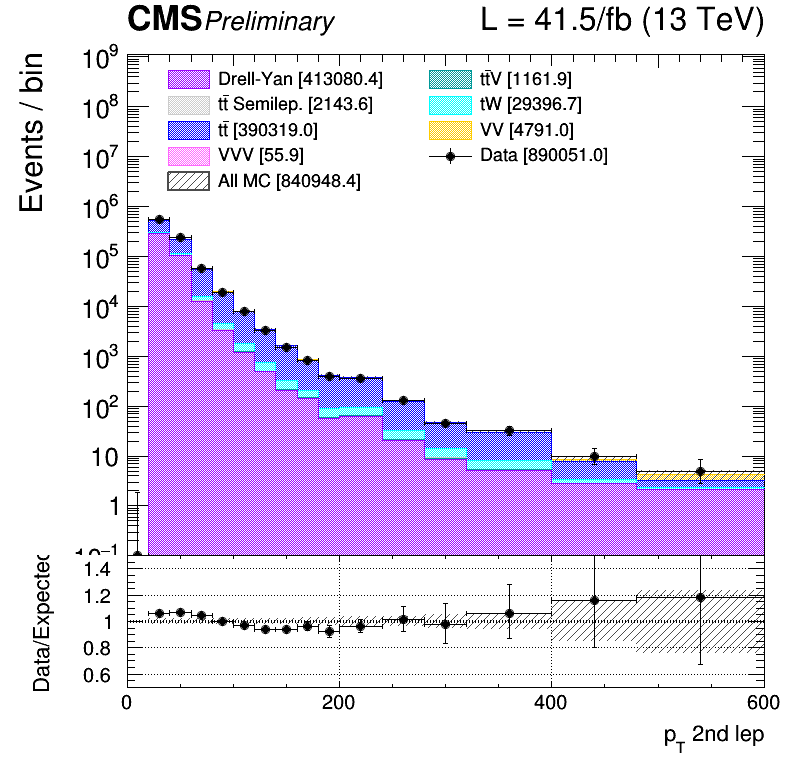 CMS Preliminary L = 41.5/fb (13 TeV)
Events / bin
10⁹
10⁸
10⁷
10⁶
10⁵
10⁴
10³
10²
10
1
10⁻¹
Drell-Yan [413080.4]
tt̄ Semilep. [2143.6]
tt̄ [390319.0]
VVV [55.9]
All MC [840948.4]
tt̄V [1161.9]
tW [29396.7]
VV [4791.0]
Data [890051.0]
Data/Expected
1.4
1.2
1
0.8
0.6
0 200 400 600
p_T 2nd lep